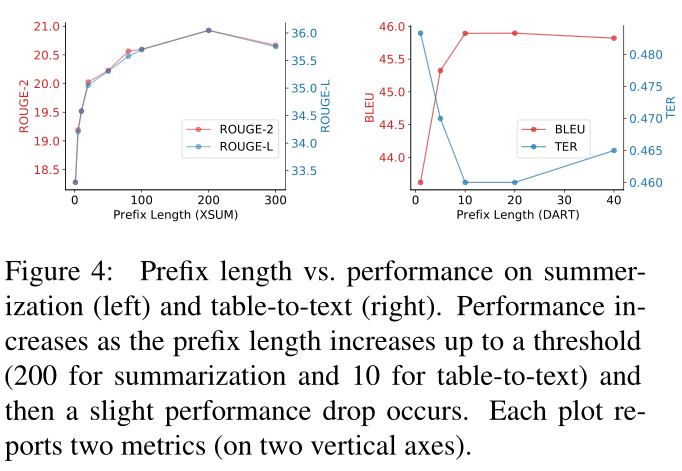 21.0
20.5
20.0
19.5
19.0
18.5
ROUGE-2
36.0
35.5
35.0
34.5
34.0
33.5
ROUGE-L
ROUGE-2
ROUGE-L
0 100 200 300
Prefix Length (XSUM)
46.0
45.5
45.0
44.5
44.0
BLEU
0.480
0.475
0.470
0.465
0.460
TER
BLEU
TER
0 10 20 30 40
Prefix Length (DART)
Figure 4: Prefix length vs. performance on summer-
ization (left) and table-to-text (right). Performance in-
creases as the prefix length increases up to a threshold
(200 for summarization and 10 for table-to-text) and
then a slight performance drop occurs. Each plot re-
ports two metrics (on two vertical axes).